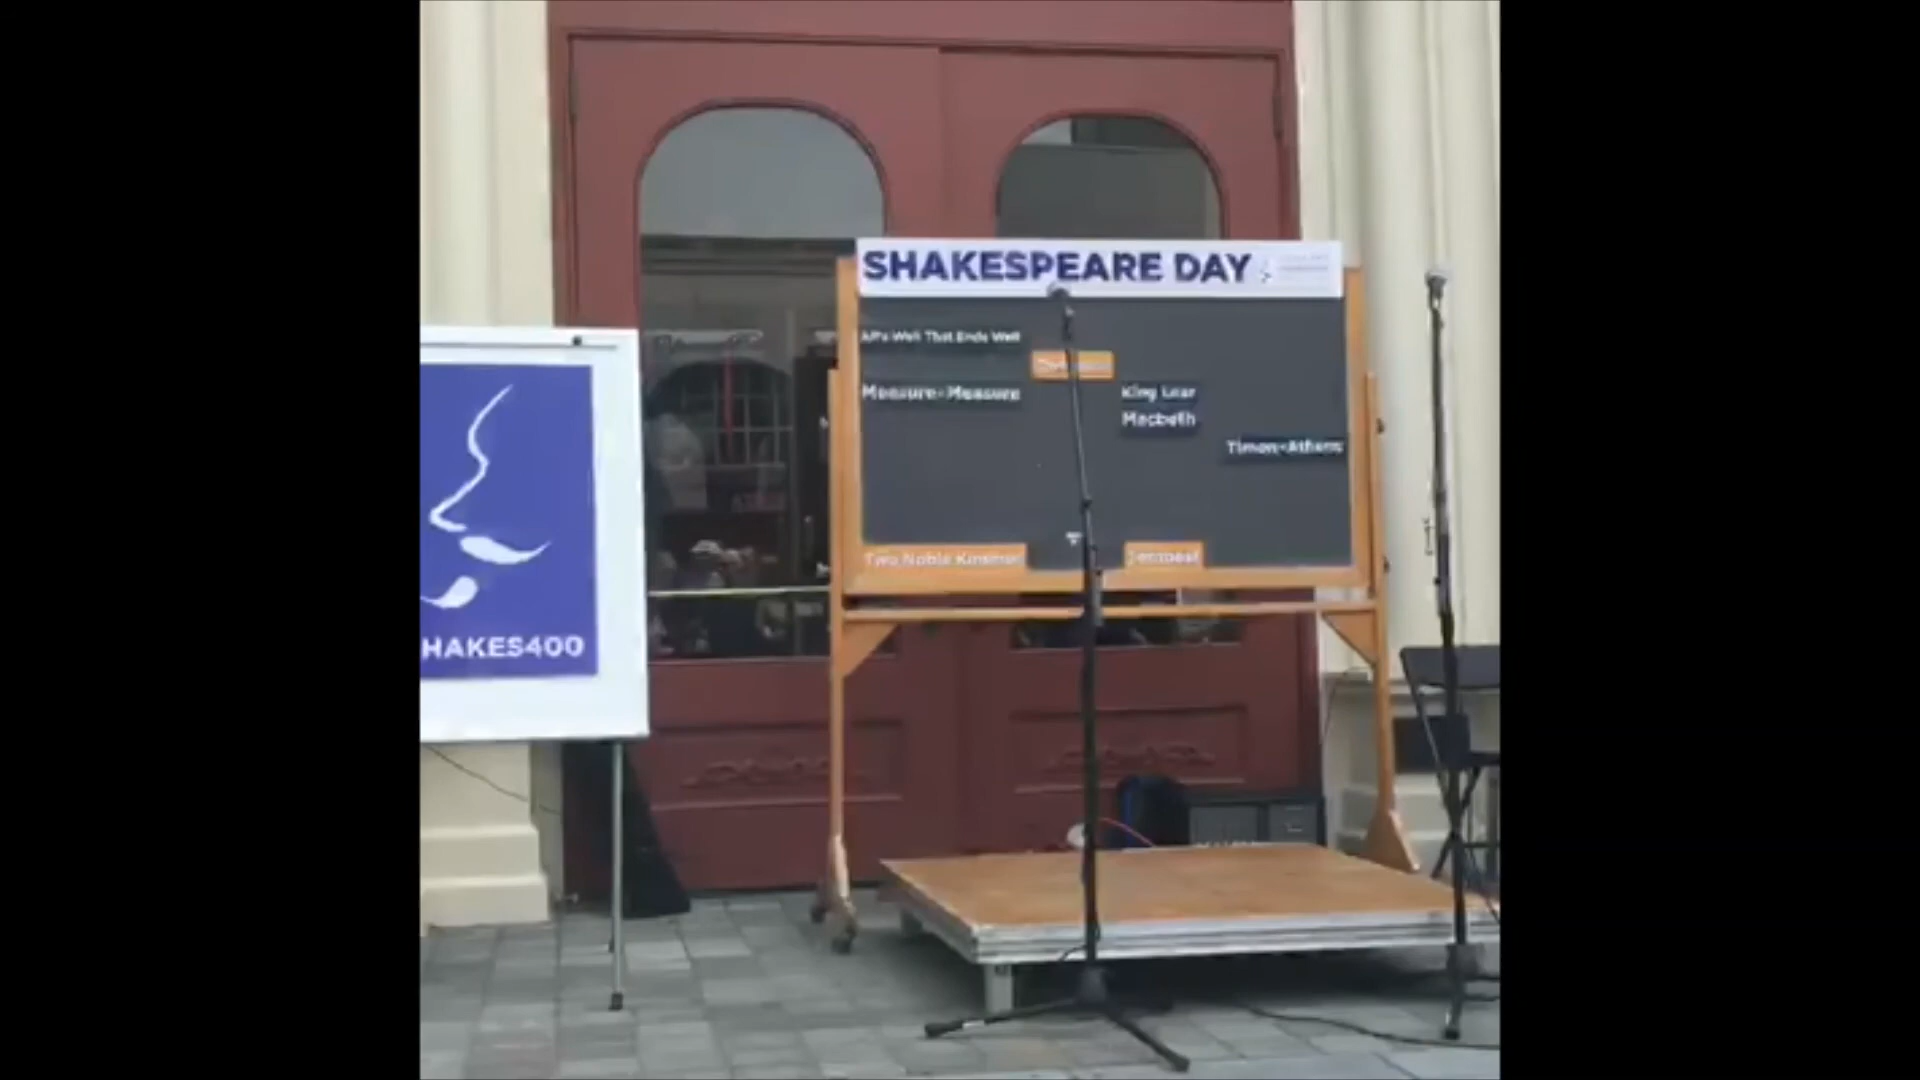 SHAKESPEARE DAY
All's Well That Ends Well
Measure-Measure
King Lear
Macbeth
Timon-Athens
Two Noble Kinsmen
Tempest
HAKES400